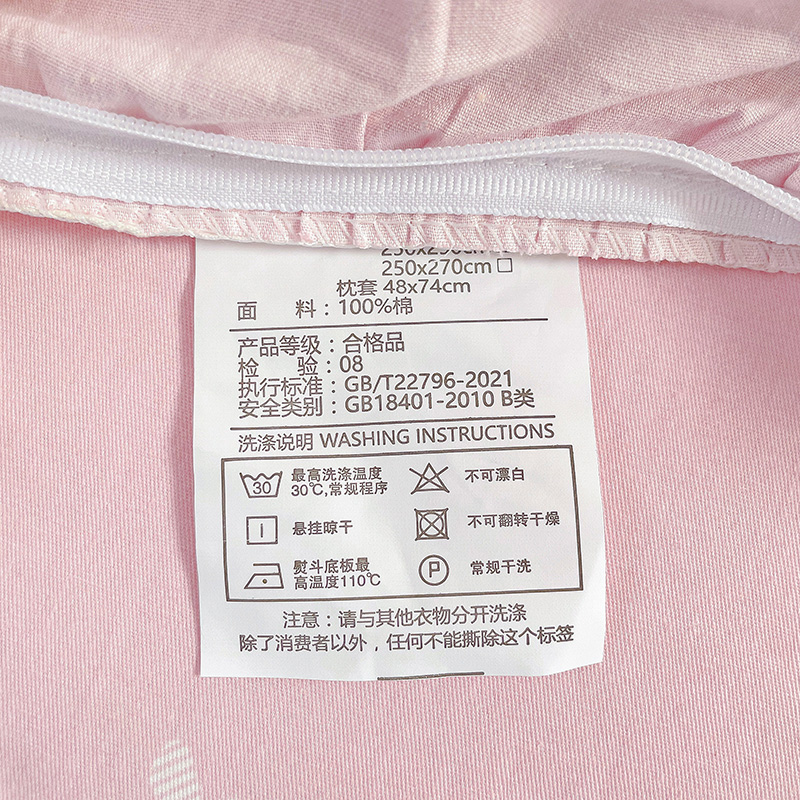 250x270cm □
枕套 48x74cm
面 料：100%棉
产品等级：合格品
检 验：08
执行标准：GB/T22796-2021
安全类别：GB18401-2010 B类
洗涤说明 WASHING INSTRUCTIONS
30 最高洗涤温度
30℃,常规程序
不可漂白
悬挂晾干
不可翻转干燥
熨斗底板最
高温度110℃
P 常规干洗
注意：请与其他衣物分开洗涤
除了消费者以外，任何不能撕除这个标签